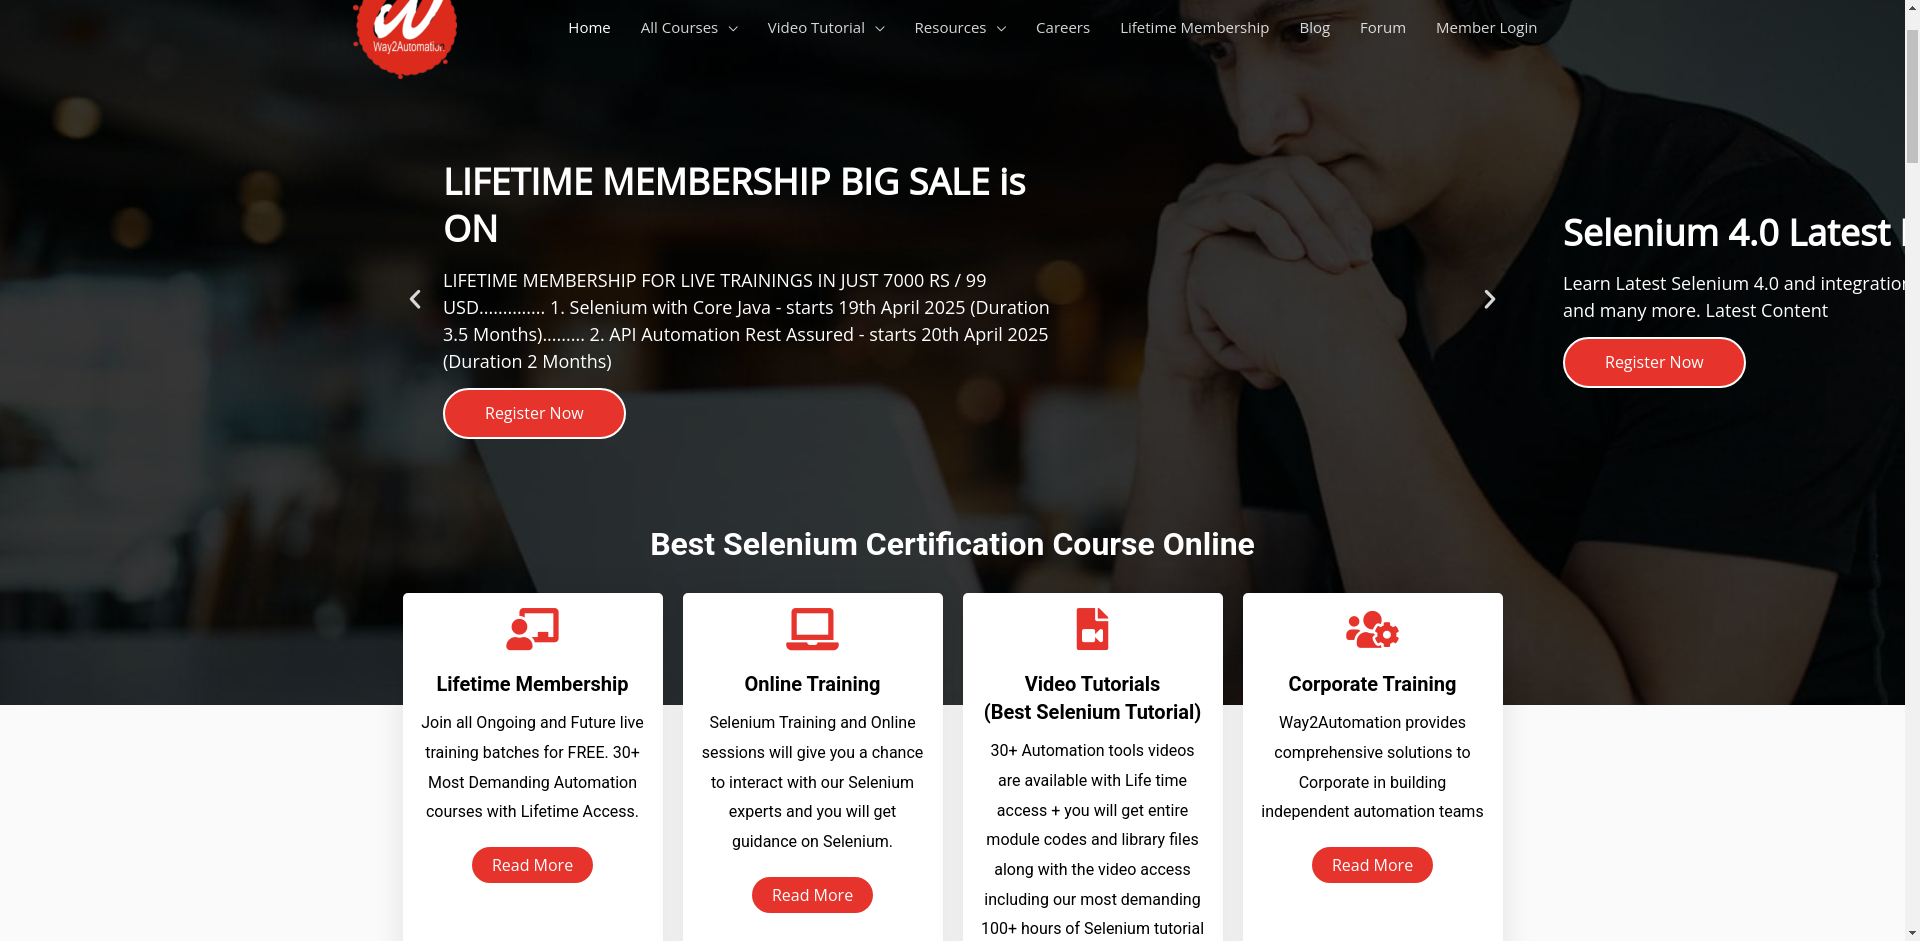 Way2Automation
Home
All Courses
Video Tutorial
Resources
Careers
Lifetime Membership
Blog
Forum
Member Login
LIFETIME MEMBERSHIP BIG SALE is
ON
LIFETIME MEMBERSHIP FOR LIVE TRAININGS IN JUST 7000 RS / 99
USD.............. 1. Selenium with Core Java - starts 19th April 2025 (Duration
3.5 Months)......... 2. API Automation Rest Assured - starts 20th April 2025
(Duration 2 Months)
Register Now
Selenium 4.0 Latest
Learn Latest Selenium 4.0 and integration
and many more. Latest Content
Register Now
Best Selenium Certification Course Online
Lifetime Membership
Join all Ongoing and Future live
training batches for FREE. 30+
Most Demanding Automation
courses with Lifetime Access.
Read More
Online Training
Selenium Training and Online
sessions will give you a chance
to interact with our Selenium
experts and you will get
guidance on Selenium.
Read More
Video Tutorials
(Best Selenium Tutorial)
30+ Automation tools videos
are available with Life time
access + you will get entire
module codes and library files
along with the video access
including our most demanding
100+ hours of Selenium tutorial
Corporate Training
Way2Automation provides
comprehensive solutions to
Corporate in building
independent automation teams
Read More